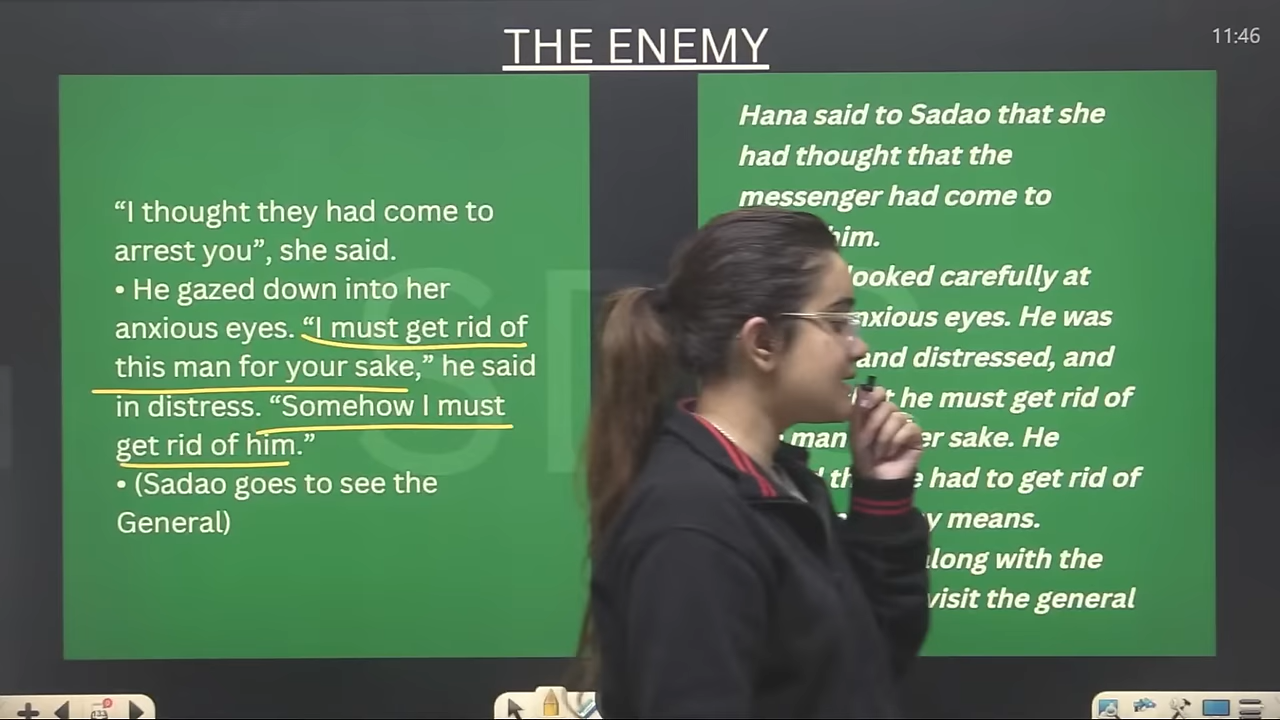 THE ENEMY
11:46
“I thought they had come to
arrest you”, she said.
• He gazed down into her
anxious eyes. “I must get rid of
this man for your sake,” he said
in distress. “Somehow I must
get rid of him.”
• (Sadao goes to see the
General)
Hana said to Sadao that she
had thought that the
messenger had come to
him.
looked carefully at
anxious eyes. He was
and distressed, and
he must get rid of
man sake. He
he had to get rid of
means.
along with the
visit the general